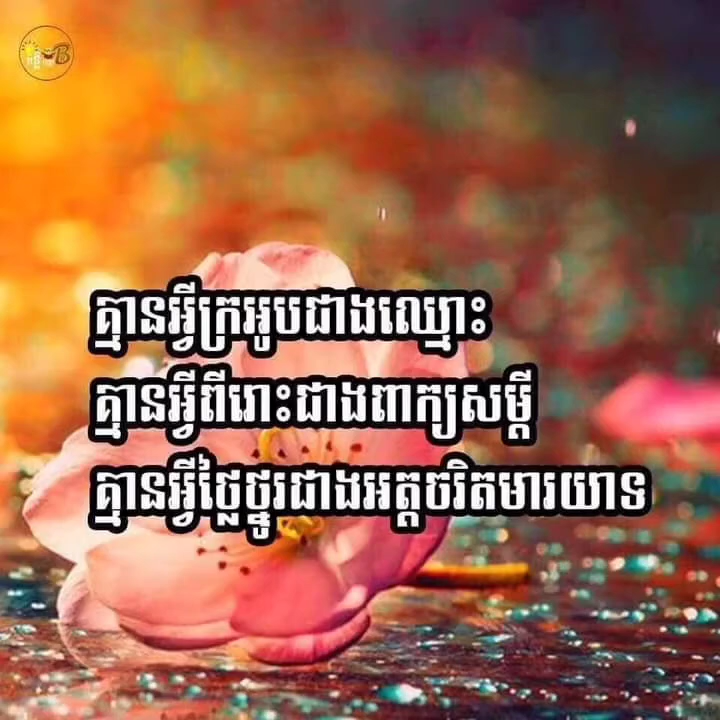 គ្មានអ្វីក្រអូបជាងឈ្មោះ
គ្មានអ្វីពីរោះជាងពាក្យសម្ដី
គ្មានអ្វីថ្លៃថ្នូរជាងអត្តចរិតមារយាទ